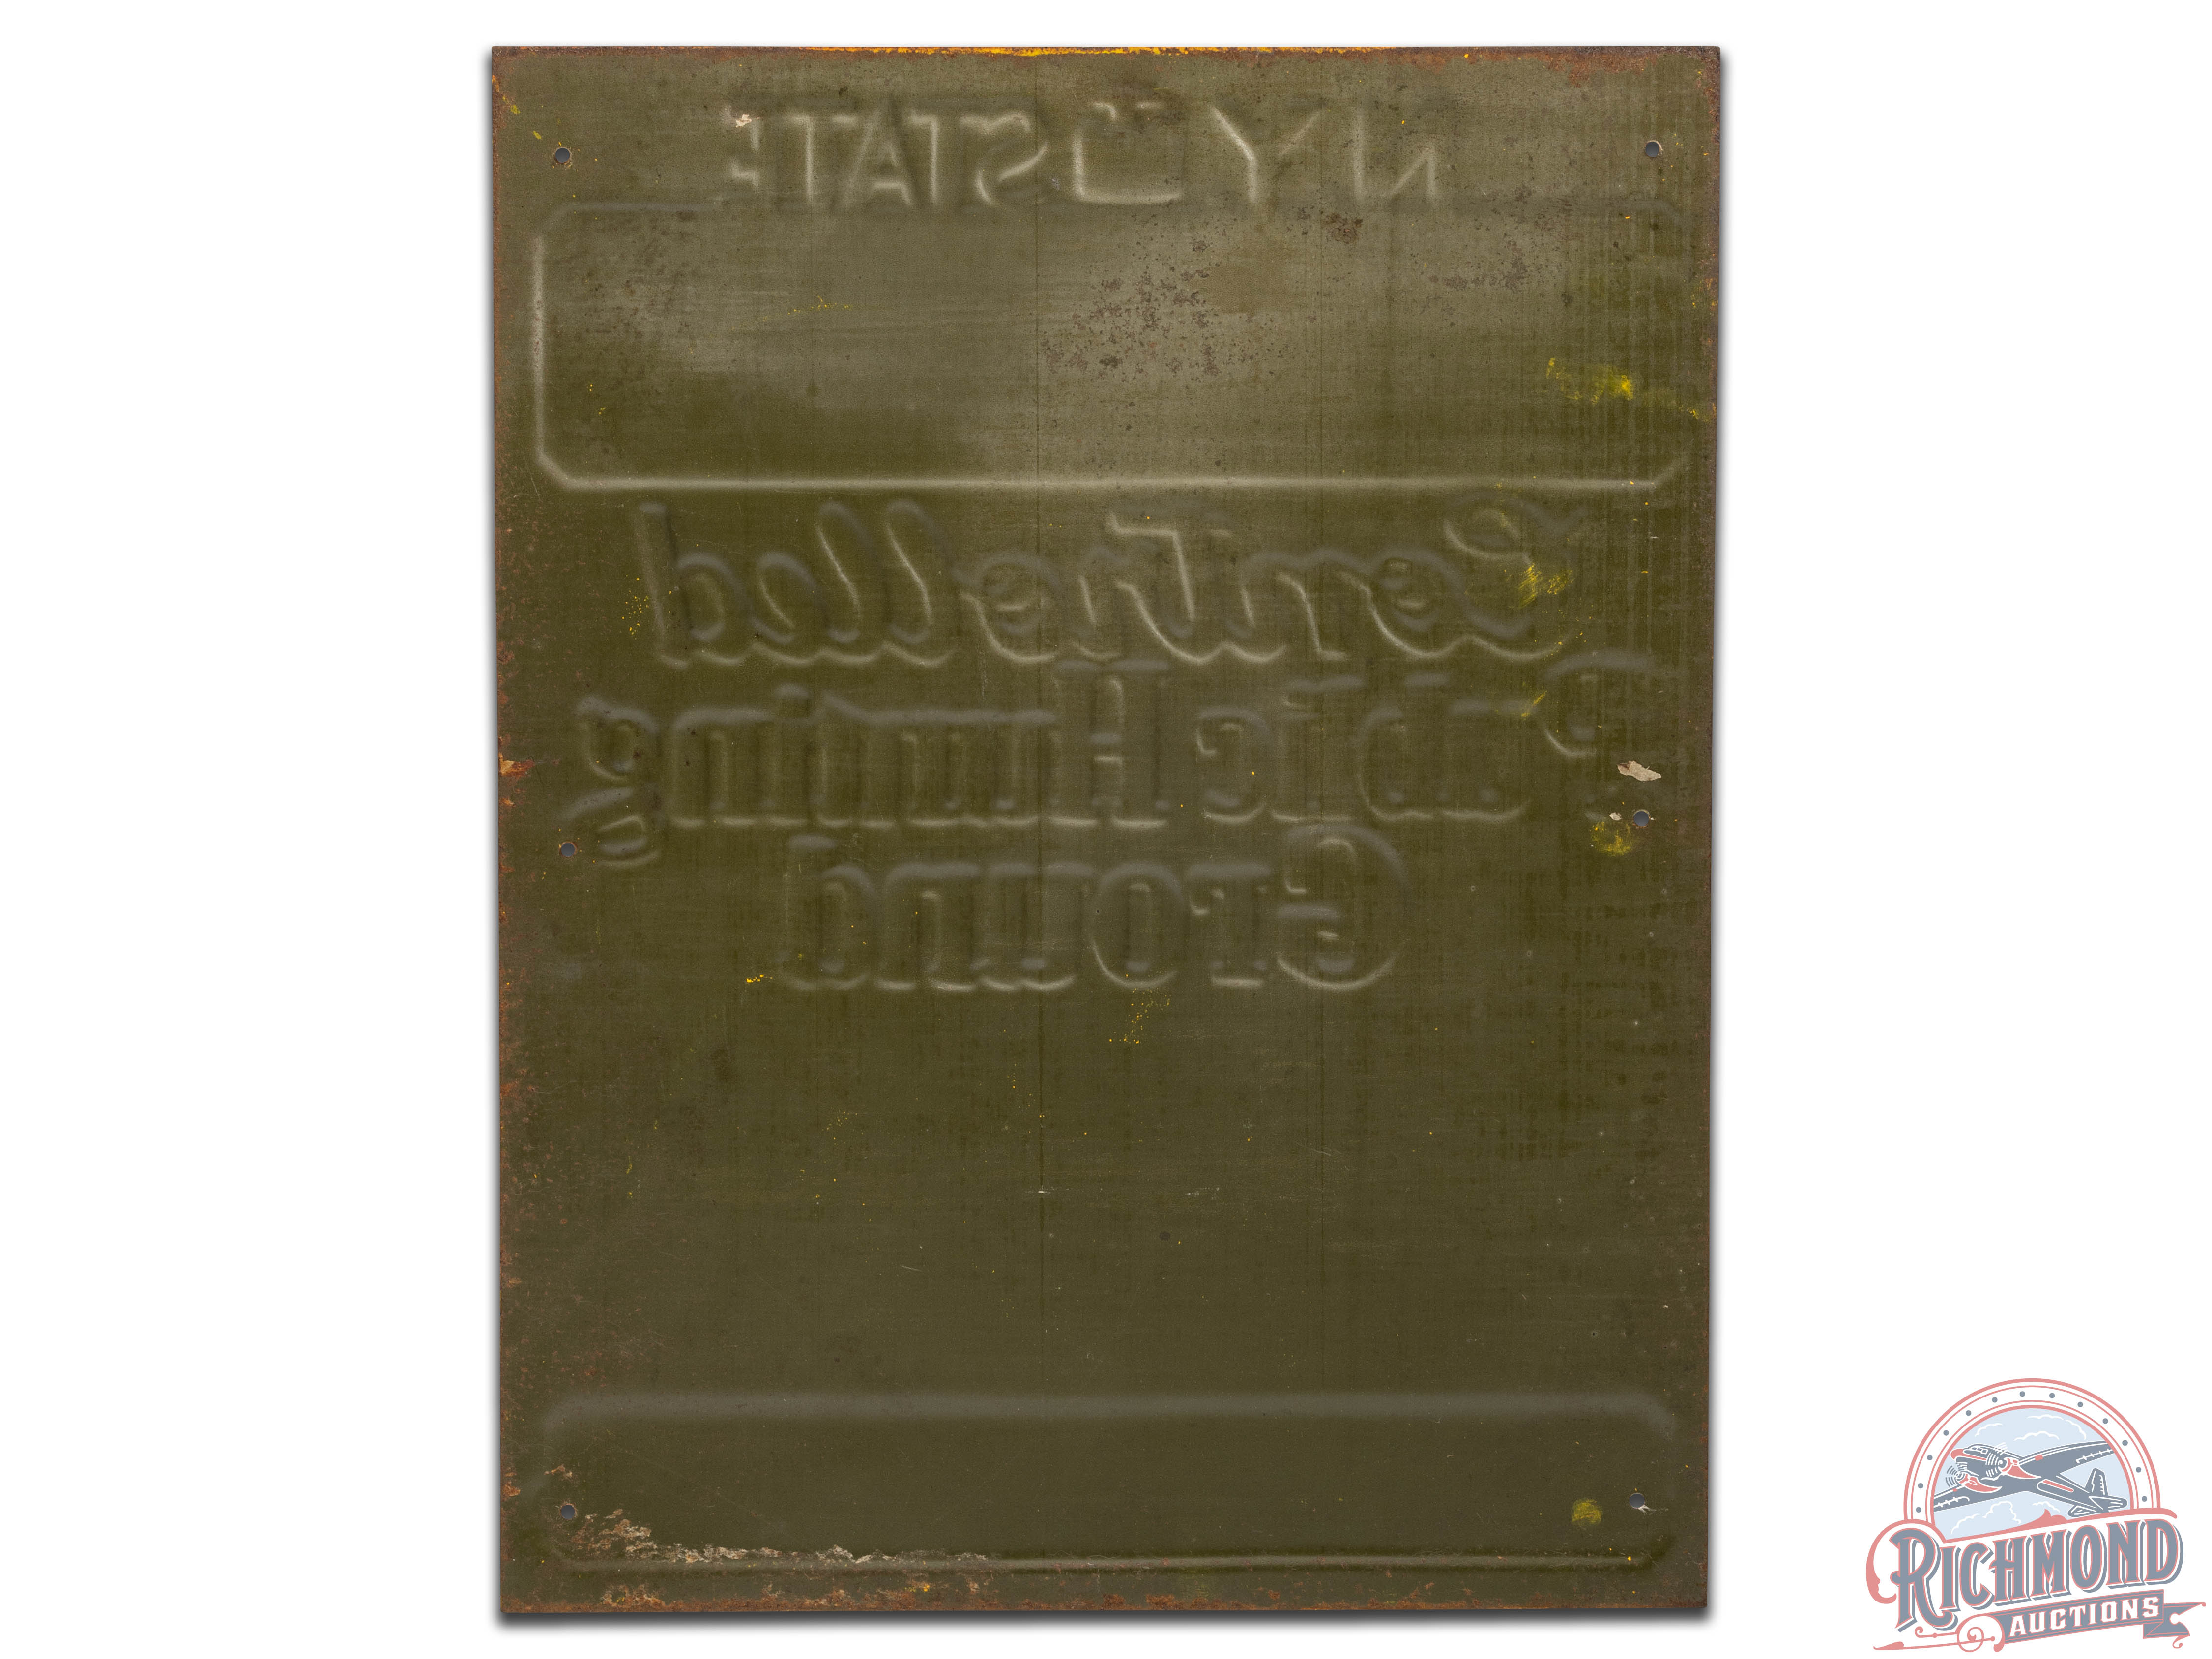 N Y STATE
Controlled
Public Hunting
Ground
RICHMOND
AUCTIONS